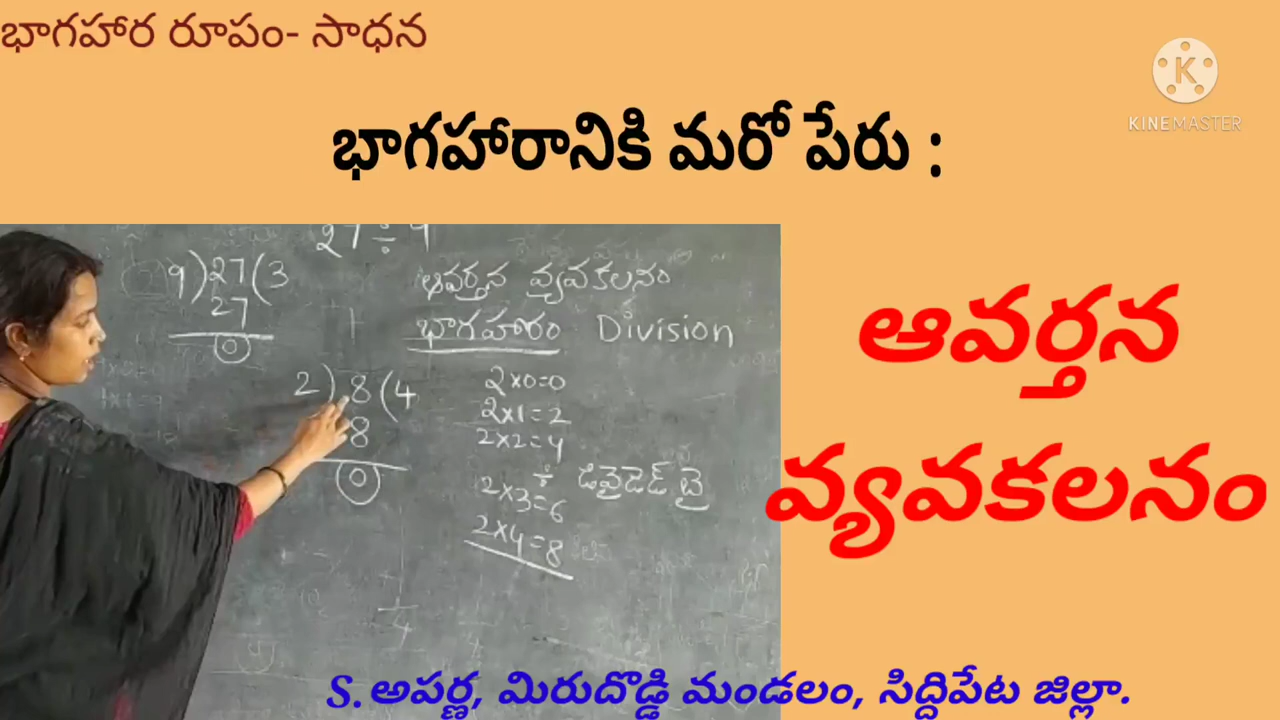 భాగహార రూపం- సాధన
KINEMASTER
భాగహారానికి మరో పేరు :
27 ÷ 9
9)27(3
27
0
ఆవర్తన వ్యవకలనం
భాగహారం Division
2)8(4
8
0
2×0=0
2×1=2
2×2=4
÷ డివైడెడ్ బై
2×3=6
2×4=8
ఆవర్తన
వ్యవకలనం
S.అపర్ణ, మిరుదొడ్డి మండలం, సిద్దిపేట జిల్లా.